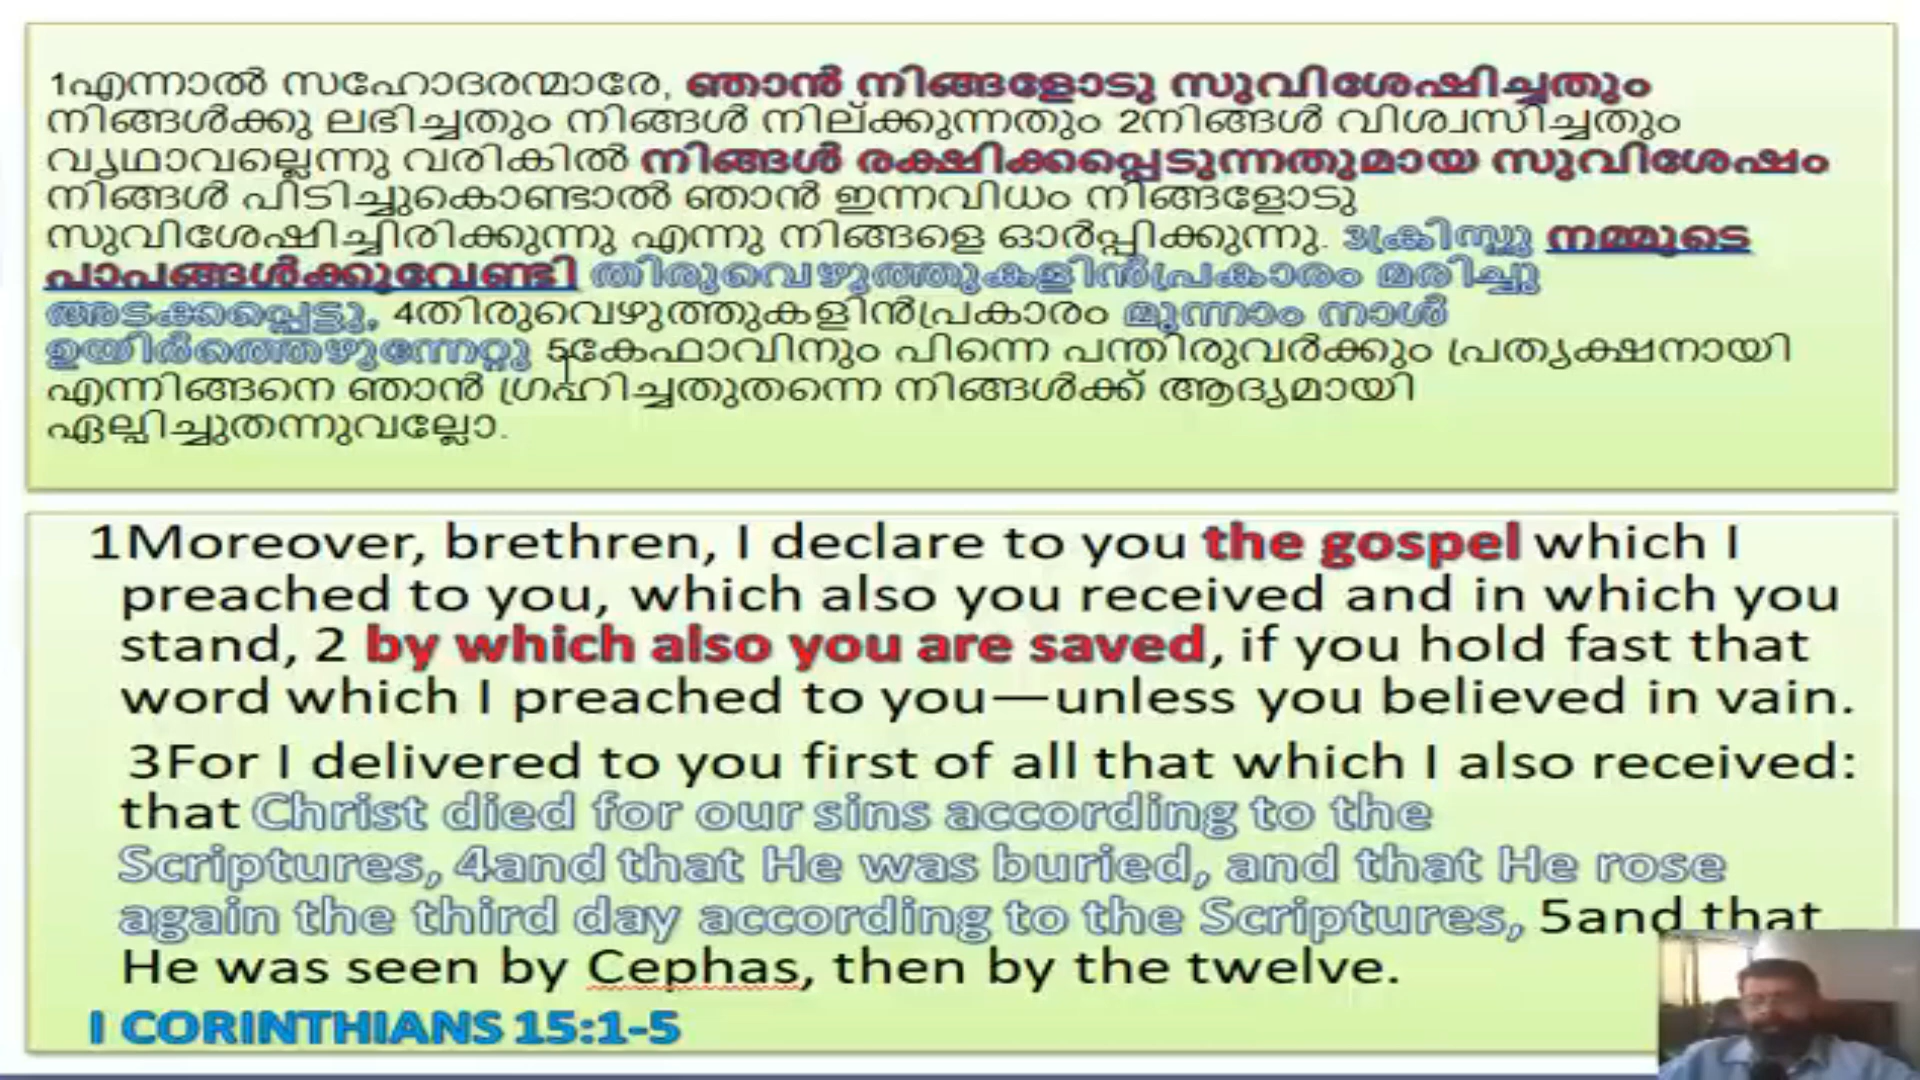 1എന്നാൽ സഹോദരന്മാരേ, ഞാൻ നിങ്ങളോടു സുവിശേഷിച്ചതും
നിങ്ങൾക്കു ലഭിച്ചതും നിങ്ങൾ നില്ക്കുന്നതും 2നിങ്ങൾ വിശ്വസിച്ചതും
വൃഥാവല്ലെന്നു വരികിൽ നിങ്ങൾ രക്ഷിക്കപ്പെടുന്നതുമായ സുവിശേഷം
നിങ്ങൾ പിടിച്ചുകൊണ്ടാൽ ഞാൻ ഇന്നവിധം നിങ്ങളോടു
സുവിശേഷിച്ചിരിക്കുന്നു എന്നു നിങ്ങളെ ഓർപ്പിക്കുന്നു. 3ക്രിസ്തു നമ്മുടെ
പാപങ്ങൾക്കുവേണ്ടി തിരുവെഴുത്തുകളിൻപ്രകാരം മരിച്ചു
അടക്കപ്പെട്ടു, 4തിരുവെഴുത്തുകളിൻപ്രകാരം മൂന്നാം നാൾ
ഉയിർത്തെഴുന്നേറ്റു 5കേഫാവിനും പിന്നെ പന്തിരുവർക്കും പ്രത്യക്ഷനായി
എന്നിങ്ങനെ ഞാൻ ഗ്രഹിച്ചതുതന്നെ നിങ്ങൾക്ക് ആദ്യമായി
ഏല്പിച്ചുതന്നുവല്ലോ.
1Moreover, brethren, I declare to you the gospel which I
preached to you, which also you received and in which you
stand, 2 by which also you are saved, if you hold fast that
word which I preached to you—unless you believed in vain.
3For I delivered to you first of all that which I also received:
that Christ died for our sins according to the
Scriptures, 4and that He was buried, and that He rose
again the third day according to the Scriptures, 5and that
He was seen by Cephas, then by the twelve.
I CORINTHIANS 15:1-5